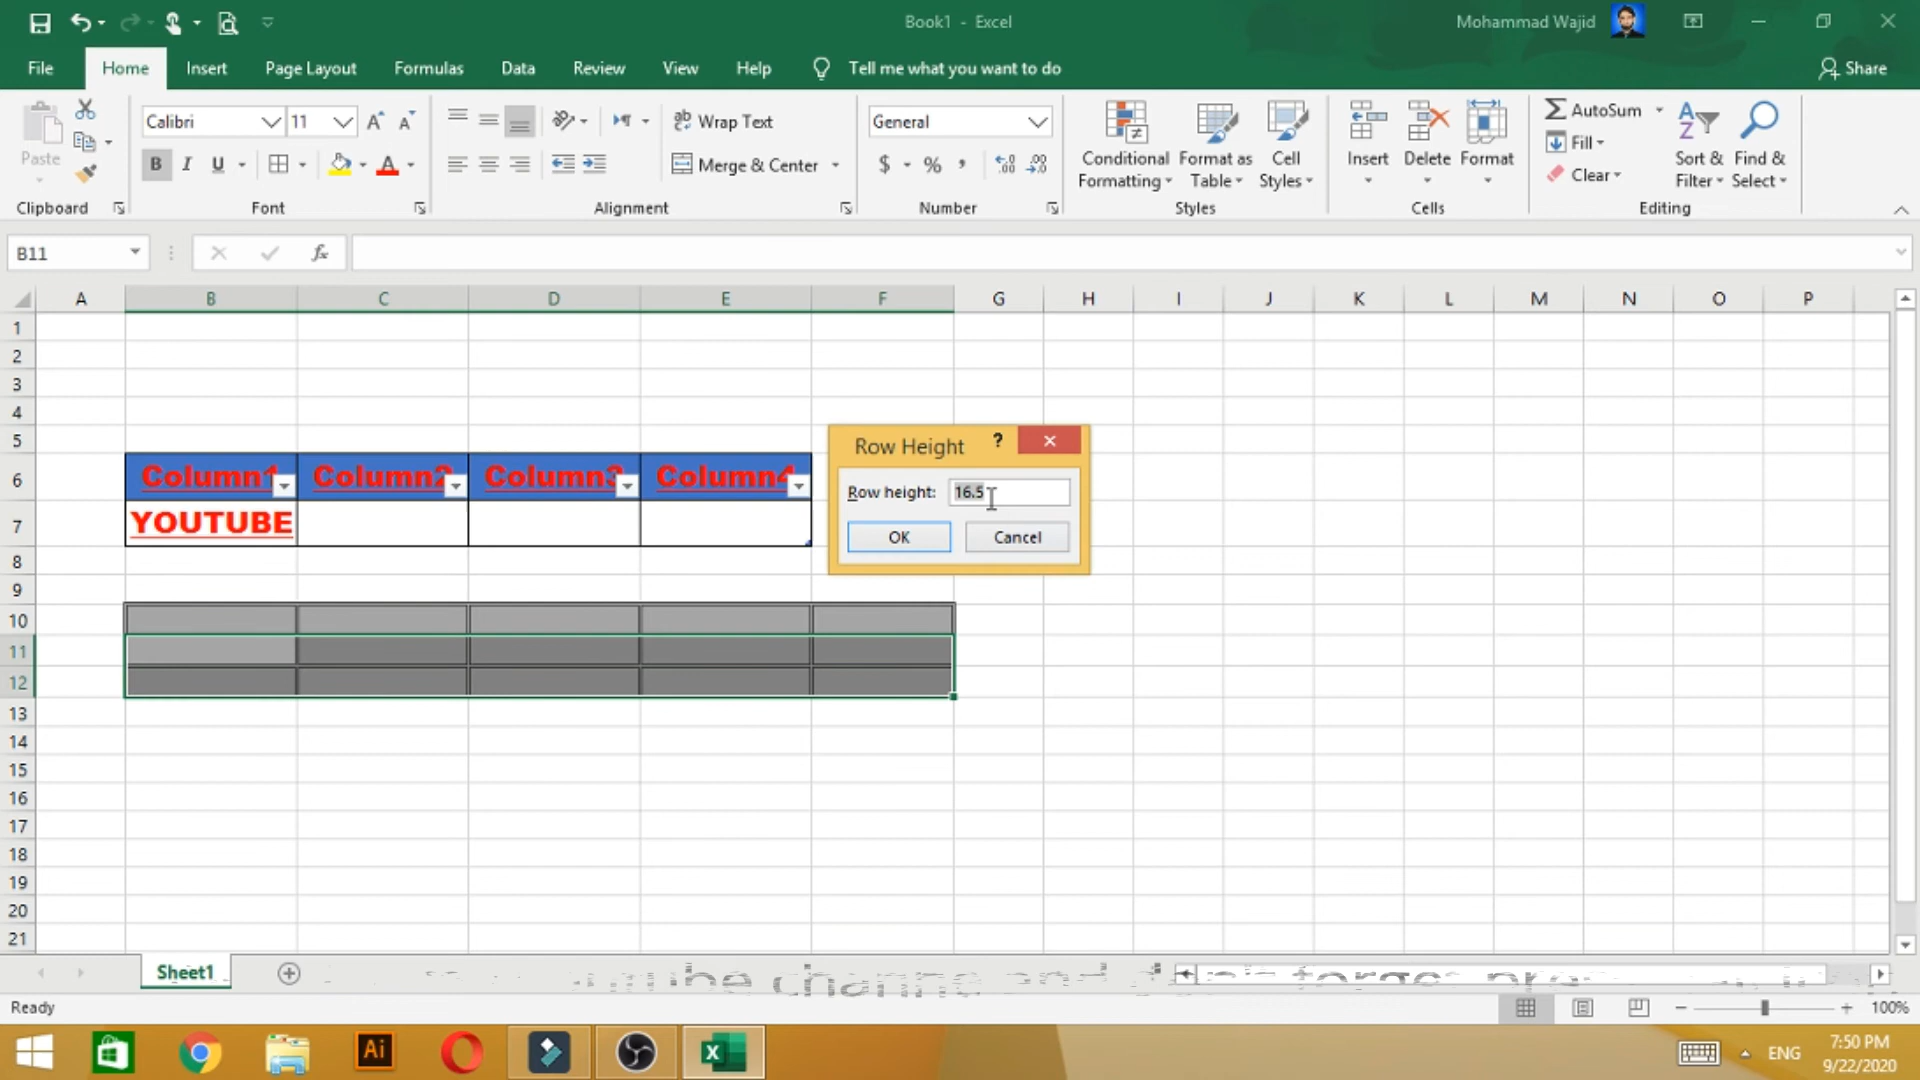 Book1 - Excel
Mohammad Wajid
File Home Insert Page Layout Formulas Data Review View Help Tell me what you want to do Share
Paste
Calibri 11
B I U A
Wrap Text
Merge & Center
General
$ % ,
Conditional Formatting
Format as Table
Cell Styles
Insert
Delete
Format
AutoSum
Fill
Clear
Sort & Filter
Find & Select
Clipboard Font Alignment Number Styles Cells Editing
B11 fx
A B C D E F G H I J K L M N O P
1
2
3
4
5
6 Column1 Column2 Column3 Column4
7 YOUTUBE
8
9
10
11
12
13
14
15
16
17
18
19
20
21
Row Height ?
Row height: 16.5
OK Cancel
Sheet1
Ready
100%
Ai
ENG
7:50 PM
9/22/2020